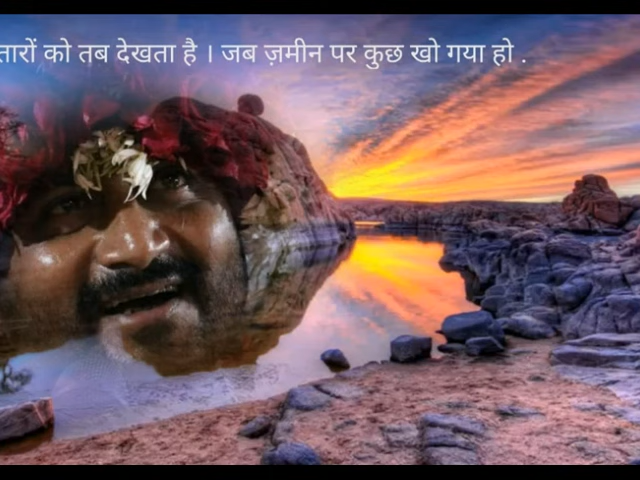 तारों को तब देखता है । जब ज़मीन पर कुछ खो गया हो .